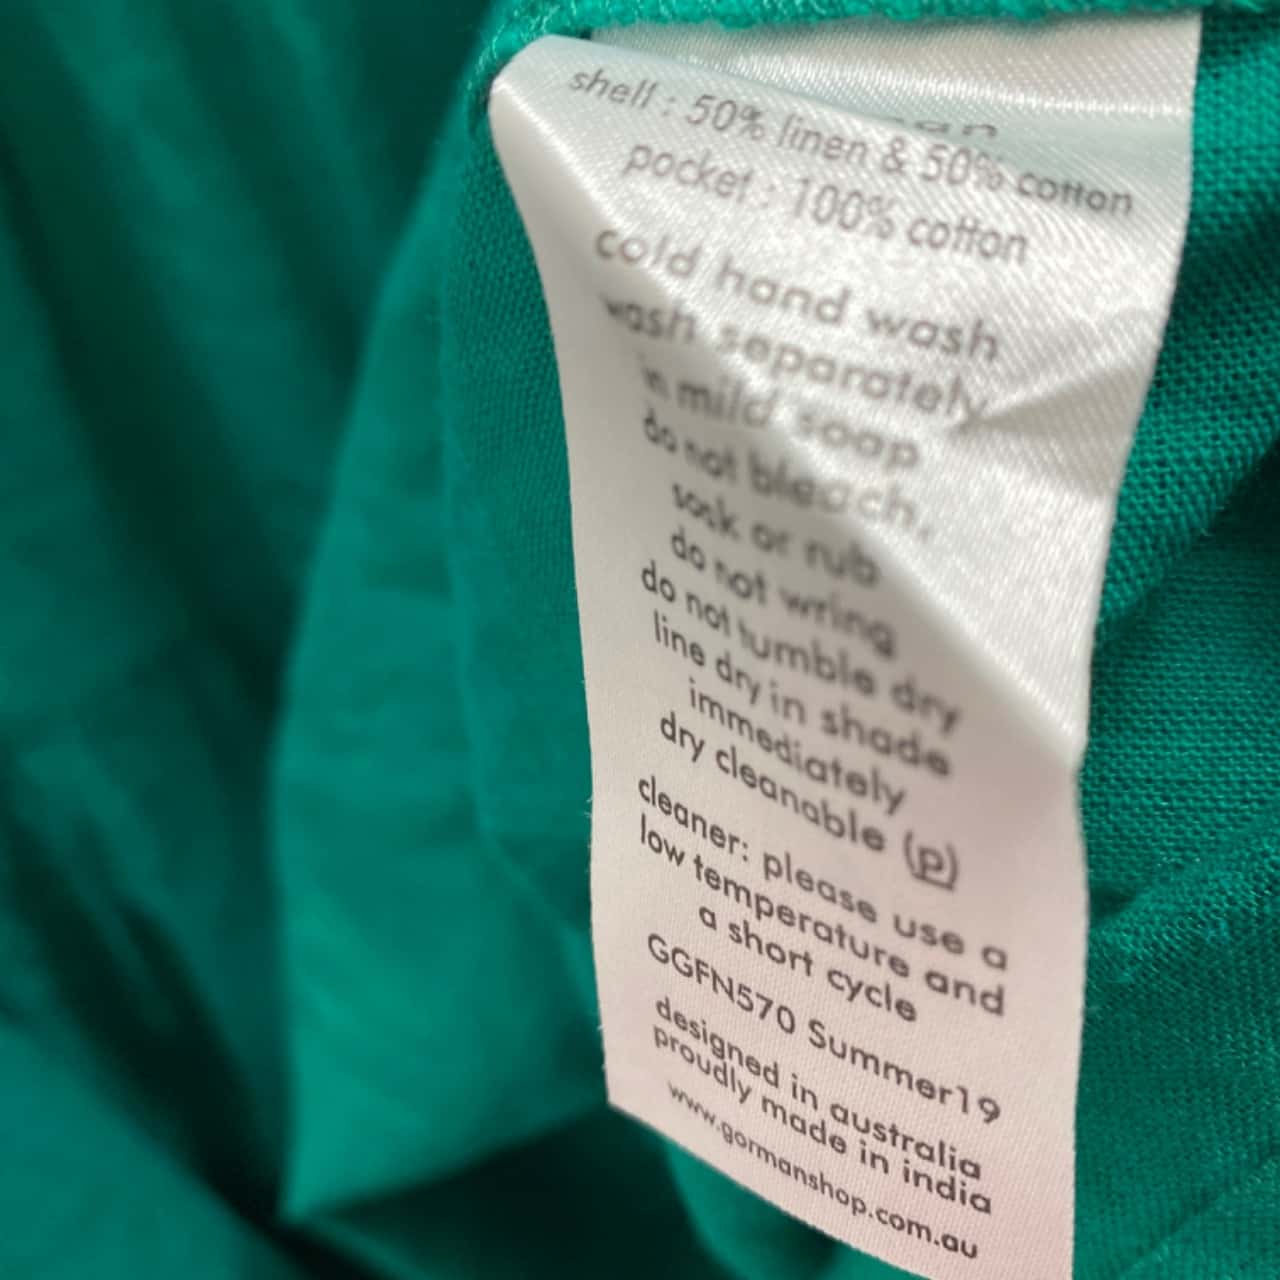 shell : 50% linen & 50% cotton
pocket : 100% cotton
cold hand wash
wash separately
in mild soap
do not bleach,
soak or rub
do not wring
do not tumble dry
line dry in shade
immediately
dry cleanable (p)
cleaner: please use a
low temperature and
a short cycle
GGFN570 Summer19
designed in australia
proudly made in india
www.gormanshop.com.au